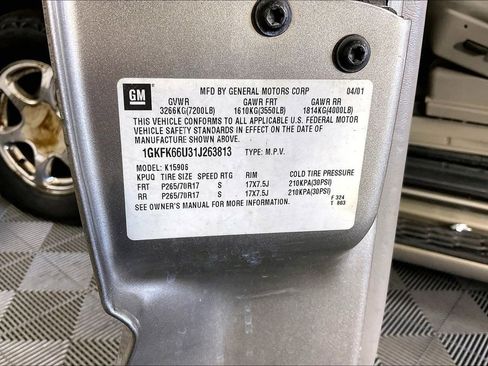 GM
MFD BY GENERAL MOTORS CORP 04/01
GVWR GAWR FRT GAWR RR
3266KG(7200LB) 1610KG(3550LB) 1814KG(4000LB)
THIS VEHICLE CONFORMS TO ALL APPLICABLE U.S. FEDERAL MOTOR
VEHICLE SAFETY STANDARDS IN EFFECT ON THE DATE OF
MANUFACTURE SHOWN ABOVE.
1GKFK66U31J263813 TYPE: M.P.V.
MODEL: K15906
KPUQ TIRE SIZE SPEED RTG RIM COLD TIRE PRESSURE
FRT P265/70R17 S 17X7.5J 210KPA(30PSI)
RR P265/70R17 S 17X7.5J 210KPA(30PSI)
SEE OWNER'S MANUAL FOR MORE INFORMATION.
F 324
T 803